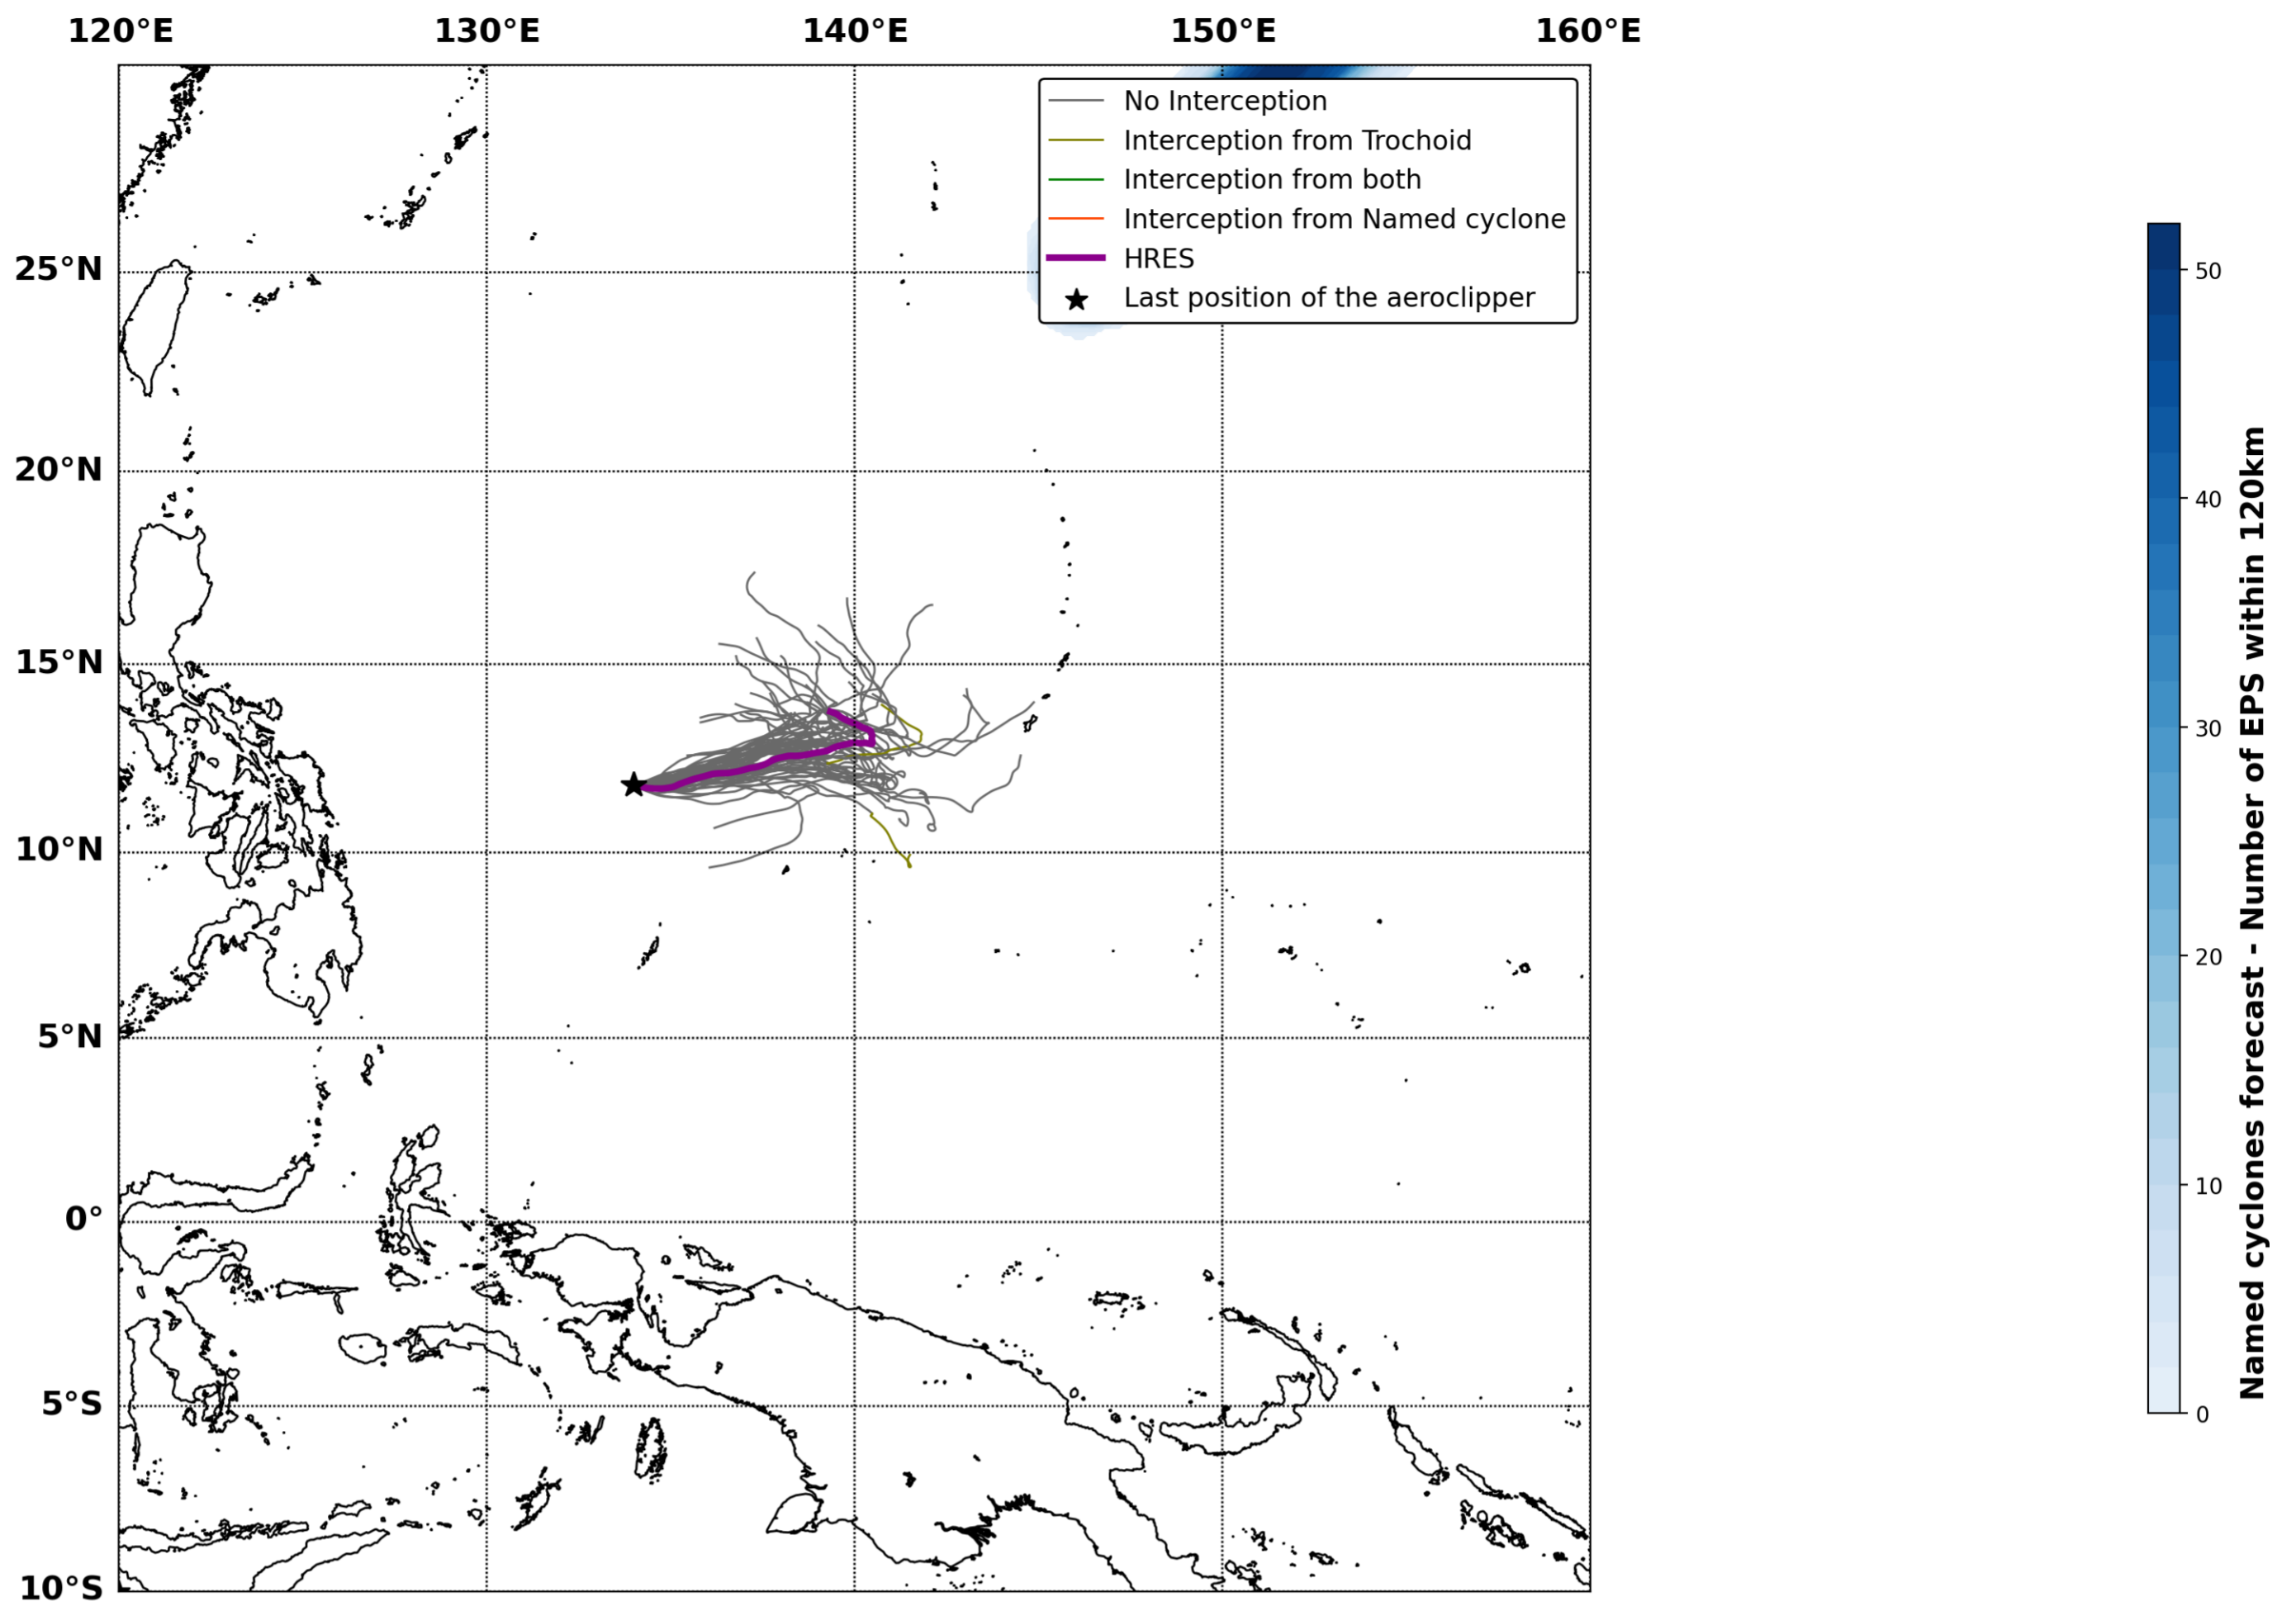 120°E 130°E 140°E 150°E 160°E
No Interception
Interception from Trochoid
Interception from both
Interception from Named cyclone
HRES
Last position of the aeroclipper
25°N
20°N
15°N
10°N
5°N
0°
5°S
10°S
50
40
30
20
10
0
Named cyclones forecast - Number of EPS within 120km